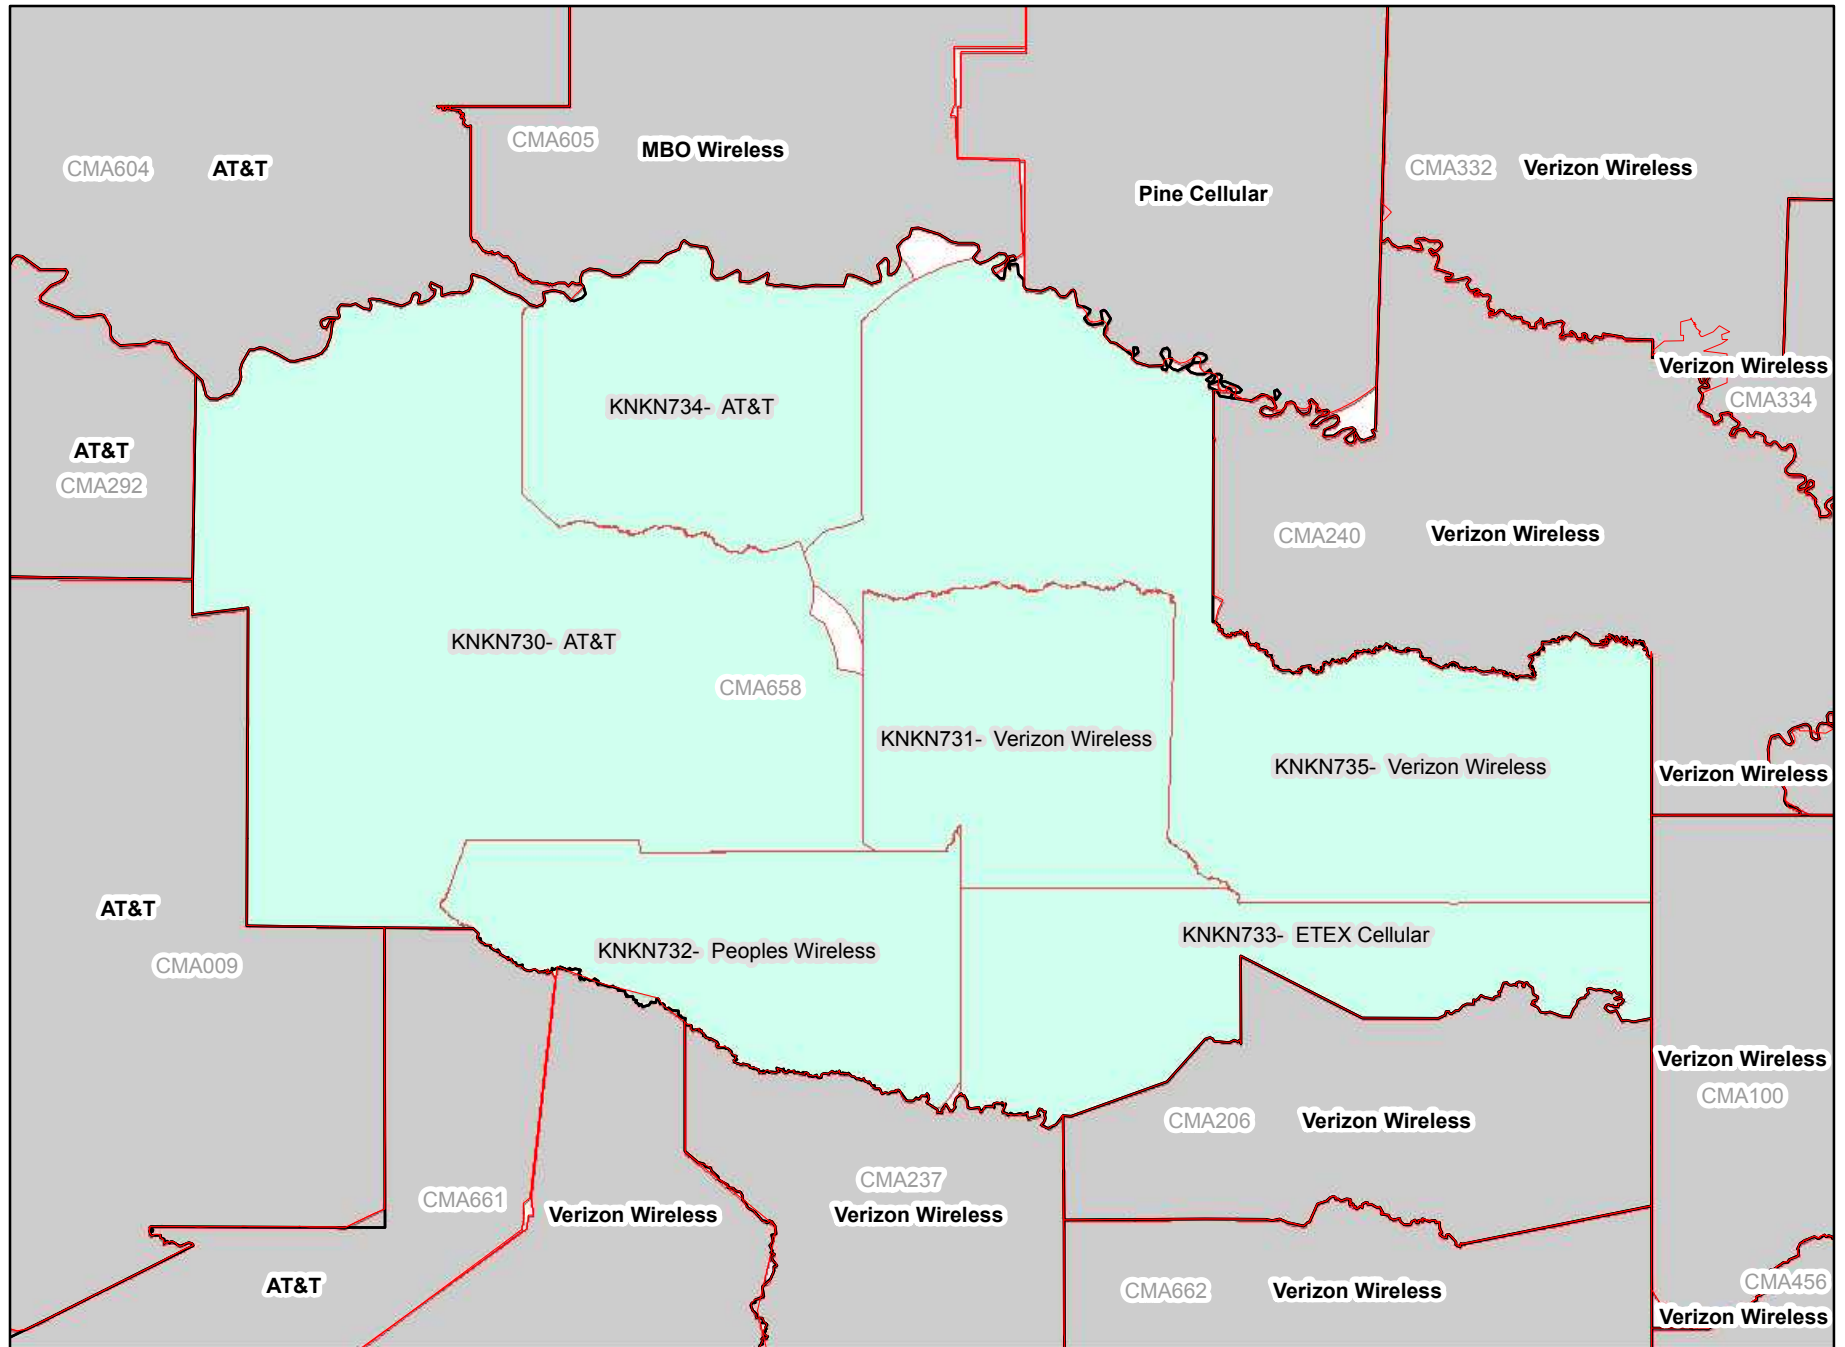 CMA605
MBO Wireless
CMA604
AT&T
CMA332
Verizon Wireless
Pine Cellular
Verizon Wireless
CMA334
KNKN734- AT&T
AT&T
CMA292
CMA240
Verizon Wireless
KNKN730- AT&T
CMA658
KNKN731- Verizon Wireless
KNKN735- Verizon Wireless
Verizon Wireless
AT&T
CMA009
KNKN732- Peoples Wireless
KNKN733- ETEX Cellular
Verizon Wireless
CMA100
CMA206
Verizon Wireless
CMA661
Verizon Wireless
CMA237
Verizon Wireless
AT&T
CMA662
Verizon Wireless
CMA456
Verizon Wireless